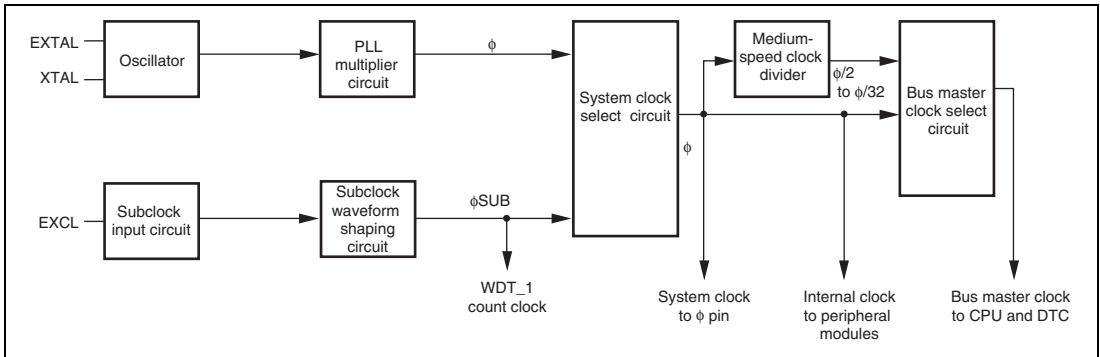 EXTAL
XTAL
Oscillator
PLL
multiplier
circuit
ϕ
System clock
select circuit
ϕ
Medium-
speed clock
divider
ϕ/2
to ϕ/32
Bus master
clock select
circuit
EXCL
Subclock
input circuit
Subclock
waveform
shaping
circuit
ϕSUB
WDT_1
count clock
System clock
to ϕ pin
Internal clock
to peripheral
modules
Bus master clock
to CPU and DTC